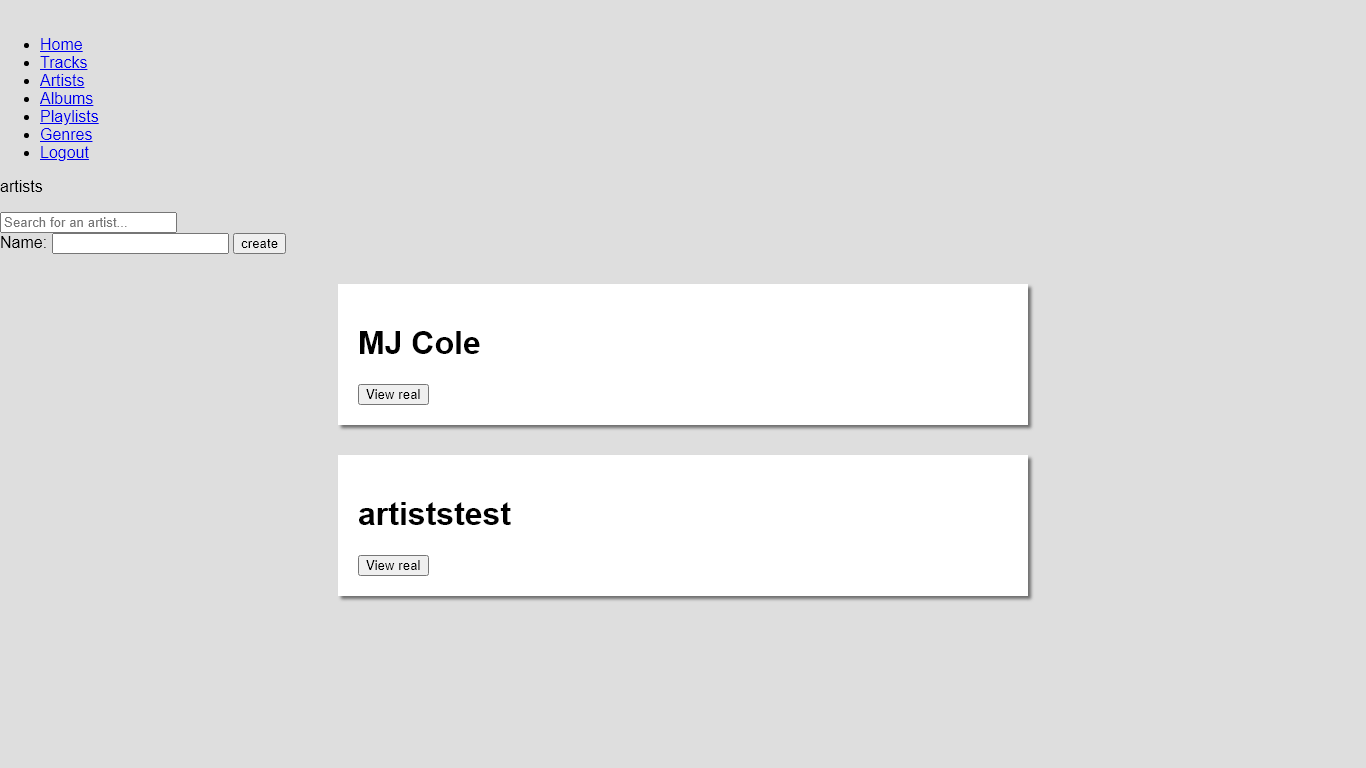 Home
Tracks
Artists
Albums
Playlists
Genres
Logout
artists
Search for an artist...
Name: create
MJ Cole
View real
artiststest
View real